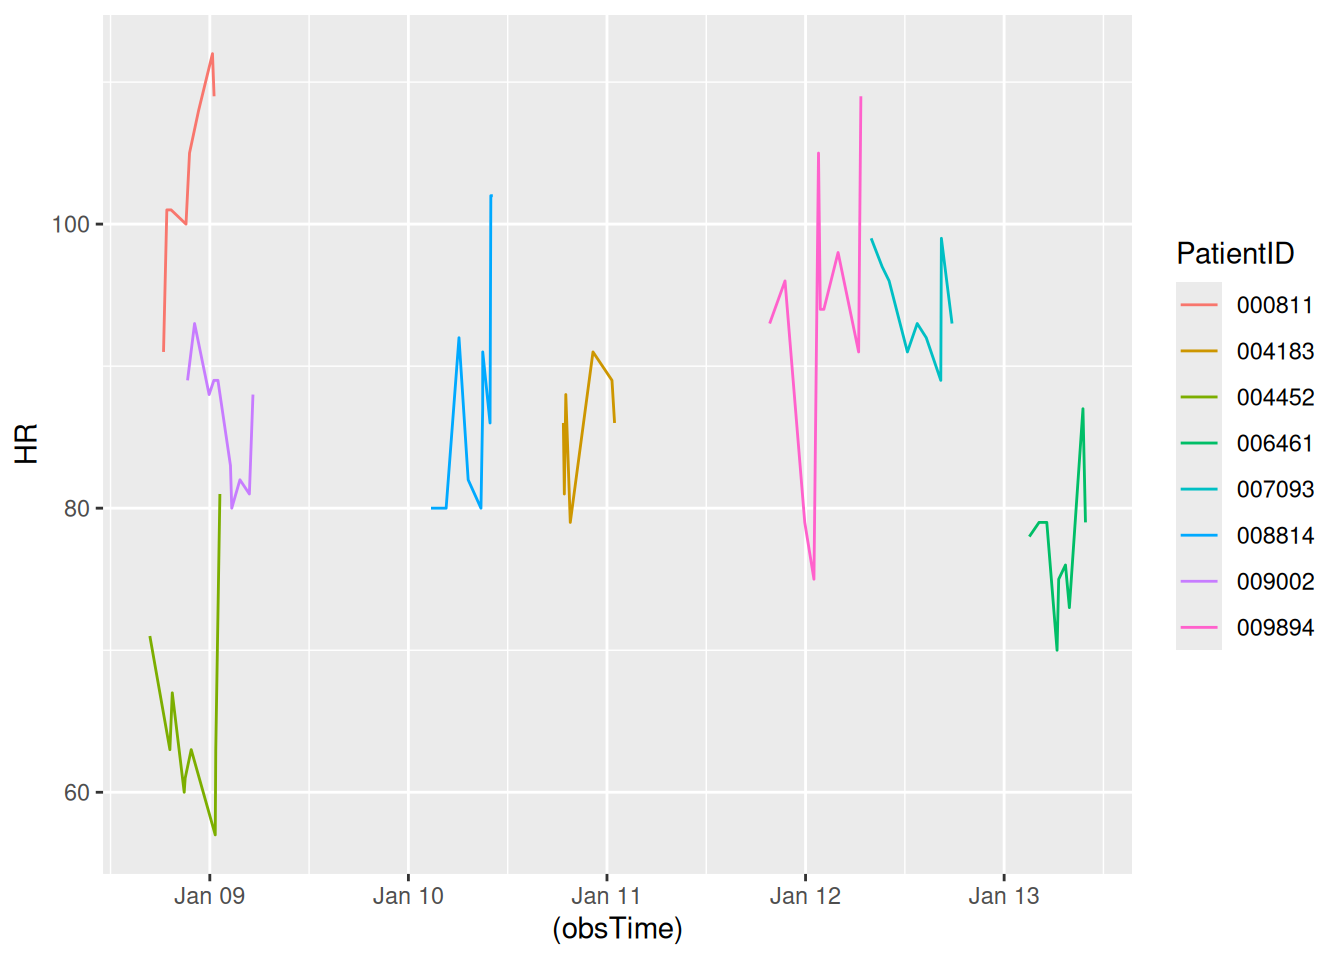 HR
100
80
60
Jan 09
Jan 10
Jan 11
Jan 12
Jan 13
(obsTime)
PatientID
000811
004183
004452
006461
007093
008814
009002
009894